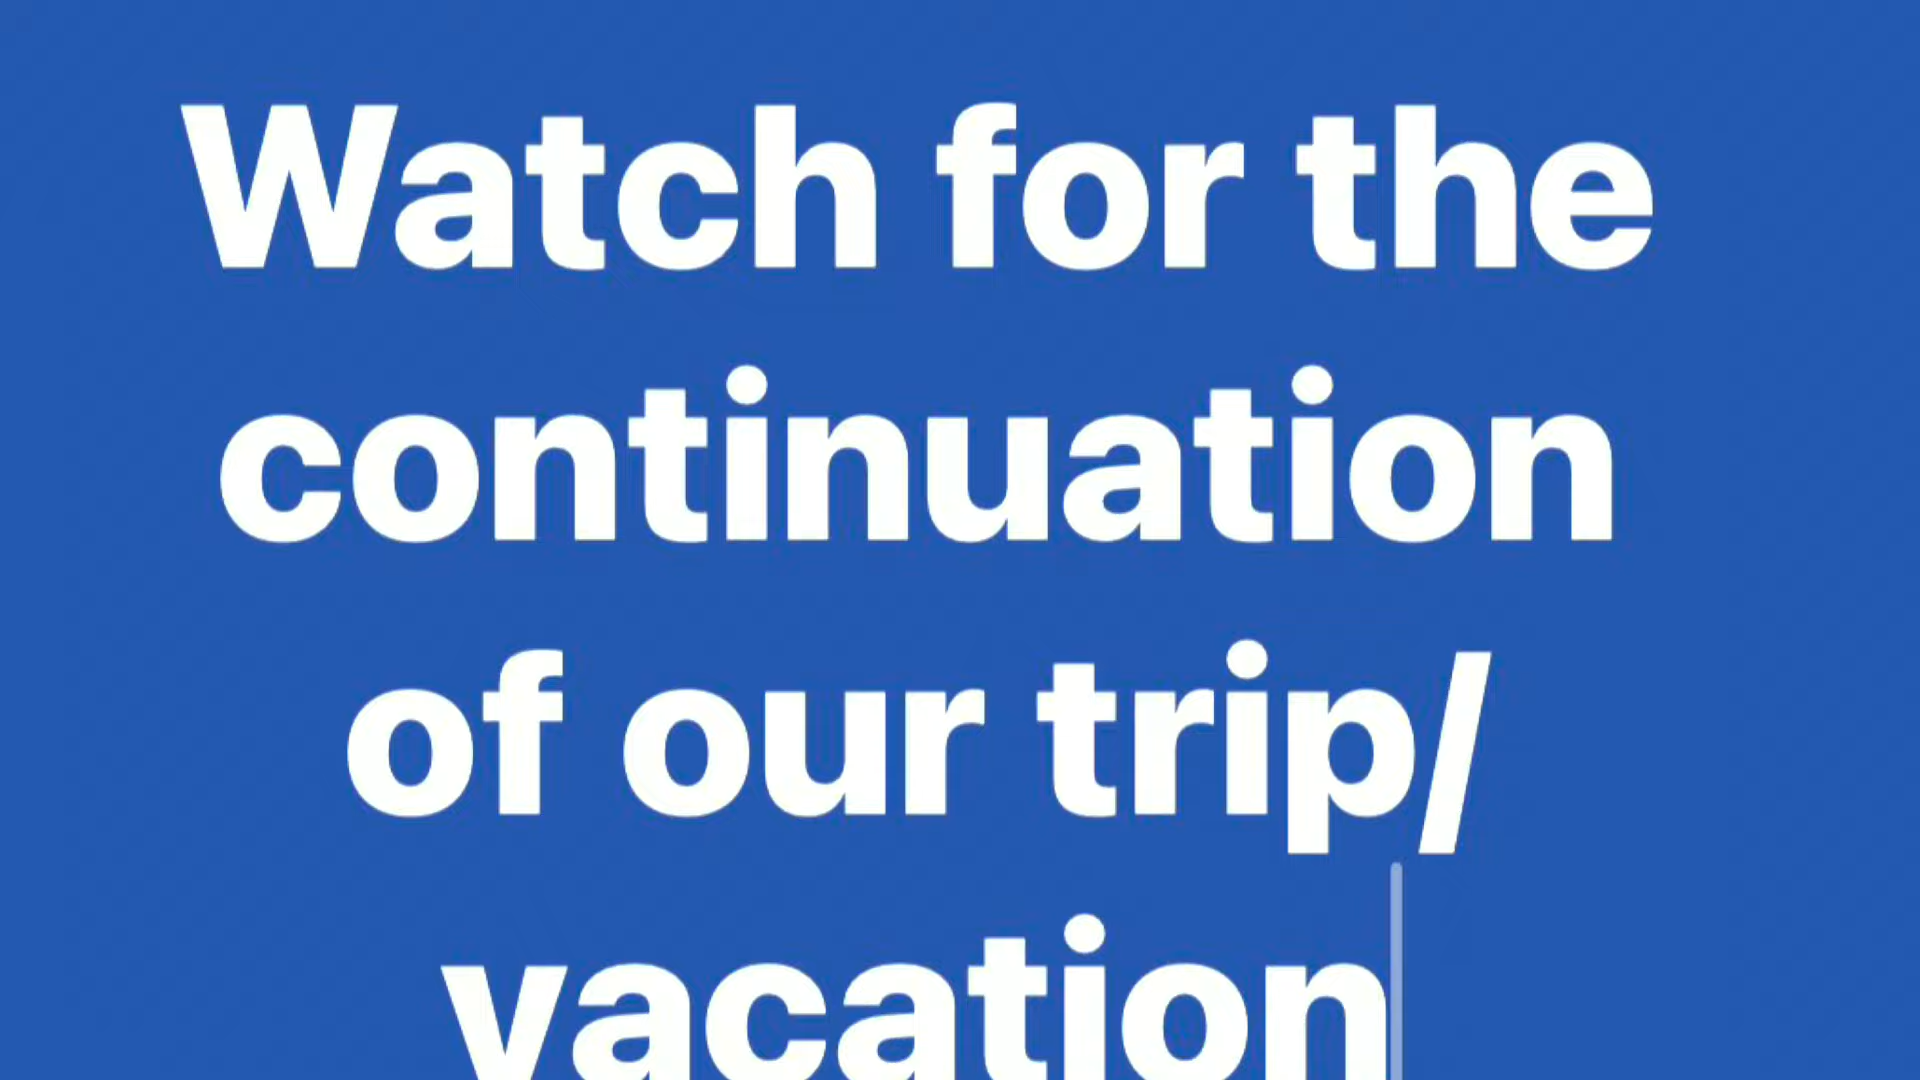 Watch for the
continuation
of our trip/
vacation